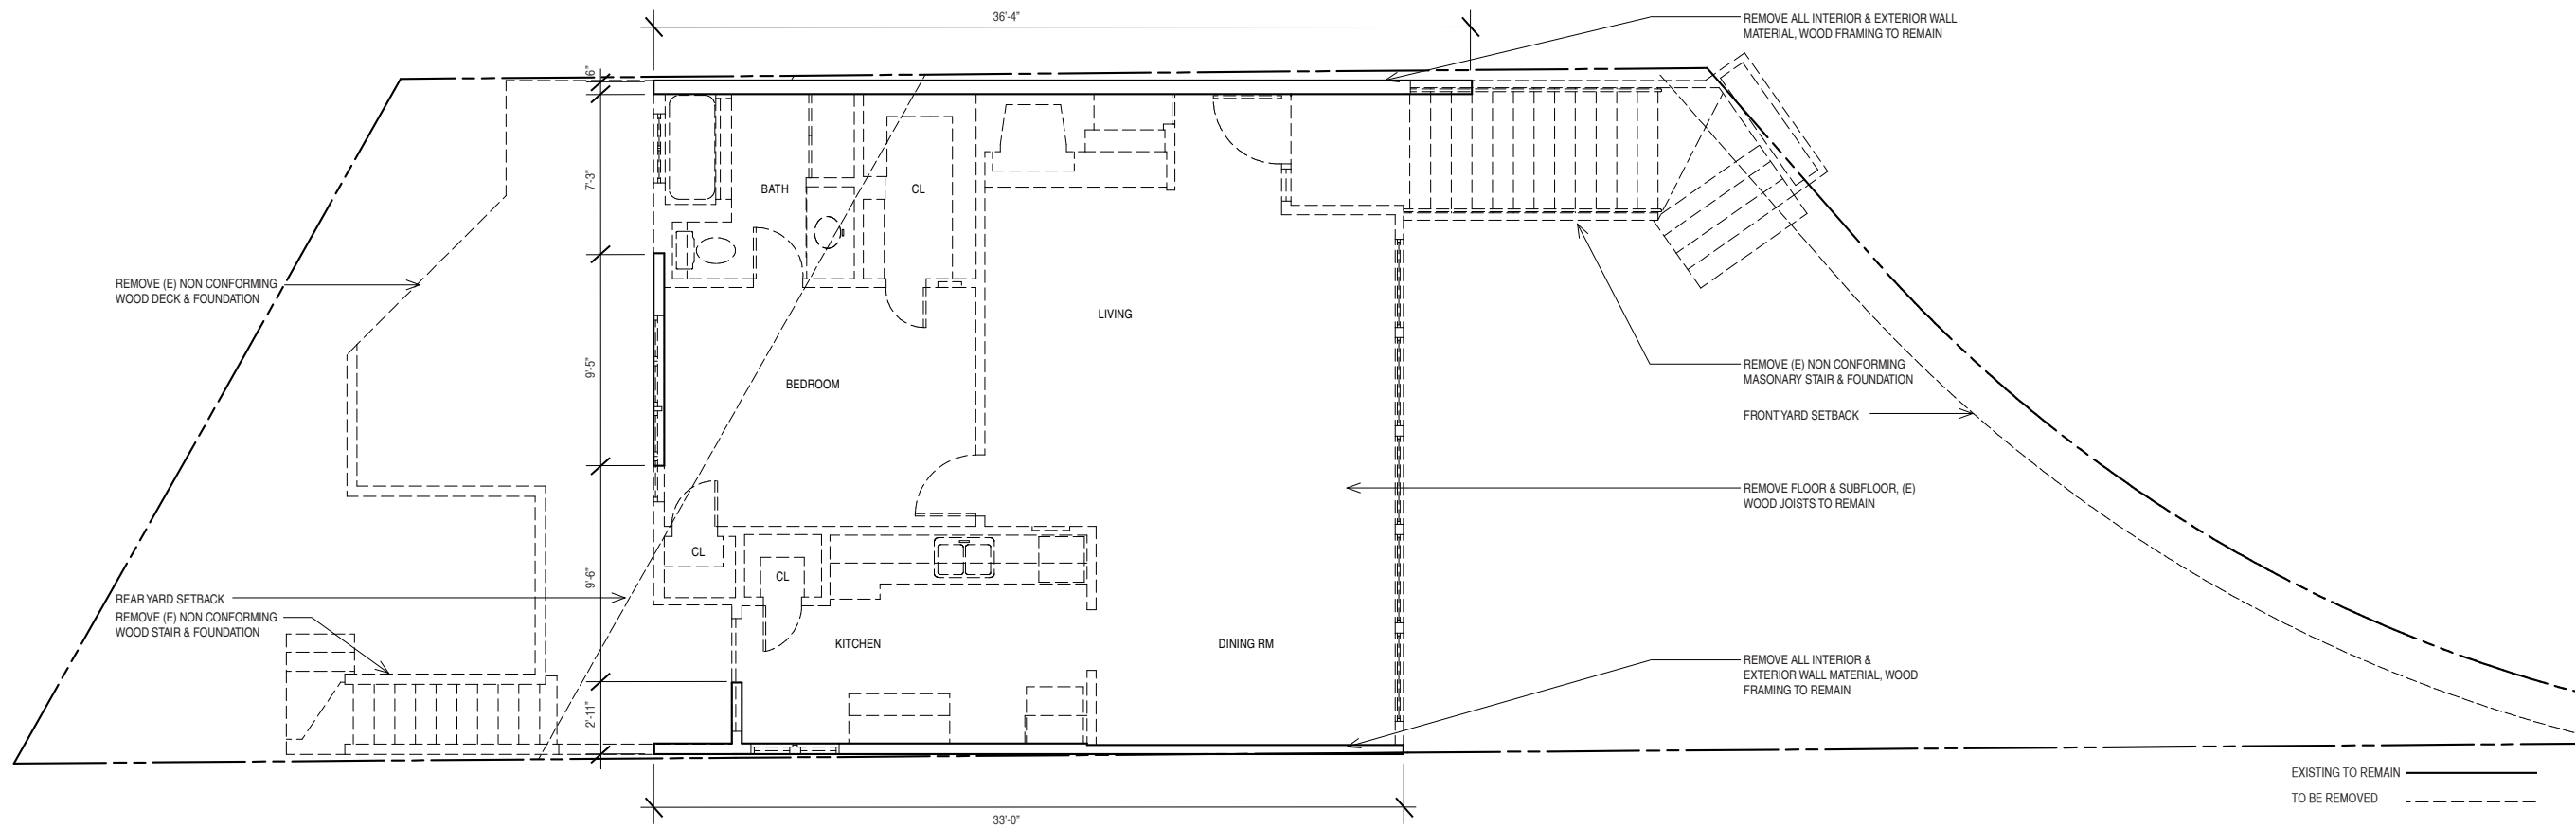 36'-4"
REMOVE ALL INTERIOR & EXTERIOR WALL
MATERIAL, WOOD FRAMING TO REMAIN
6"
7'-3"
BATH
CL
REMOVE (E) NON CONFORMING
WOOD DECK & FOUNDATION
LIVING
9'-5"
BEDROOM
REMOVE (E) NON CONFORMING
MASONARY STAIR & FOUNDATION
FRONT YARD SETBACK
REMOVE FLOOR & SUBFLOOR, (E)
WOOD JOISTS TO REMAIN
CL
CL
9'-6"
REAR YARD SETBACK
REMOVE (E) NON CONFORMING
WOOD STAIR & FOUNDATION
KITCHEN
DINING RM
REMOVE ALL INTERIOR &
EXTERIOR WALL MATERIAL, WOOD
FRAMING TO REMAIN
2'-11"
EXISTING TO REMAIN
TO BE REMOVED
33'-0"